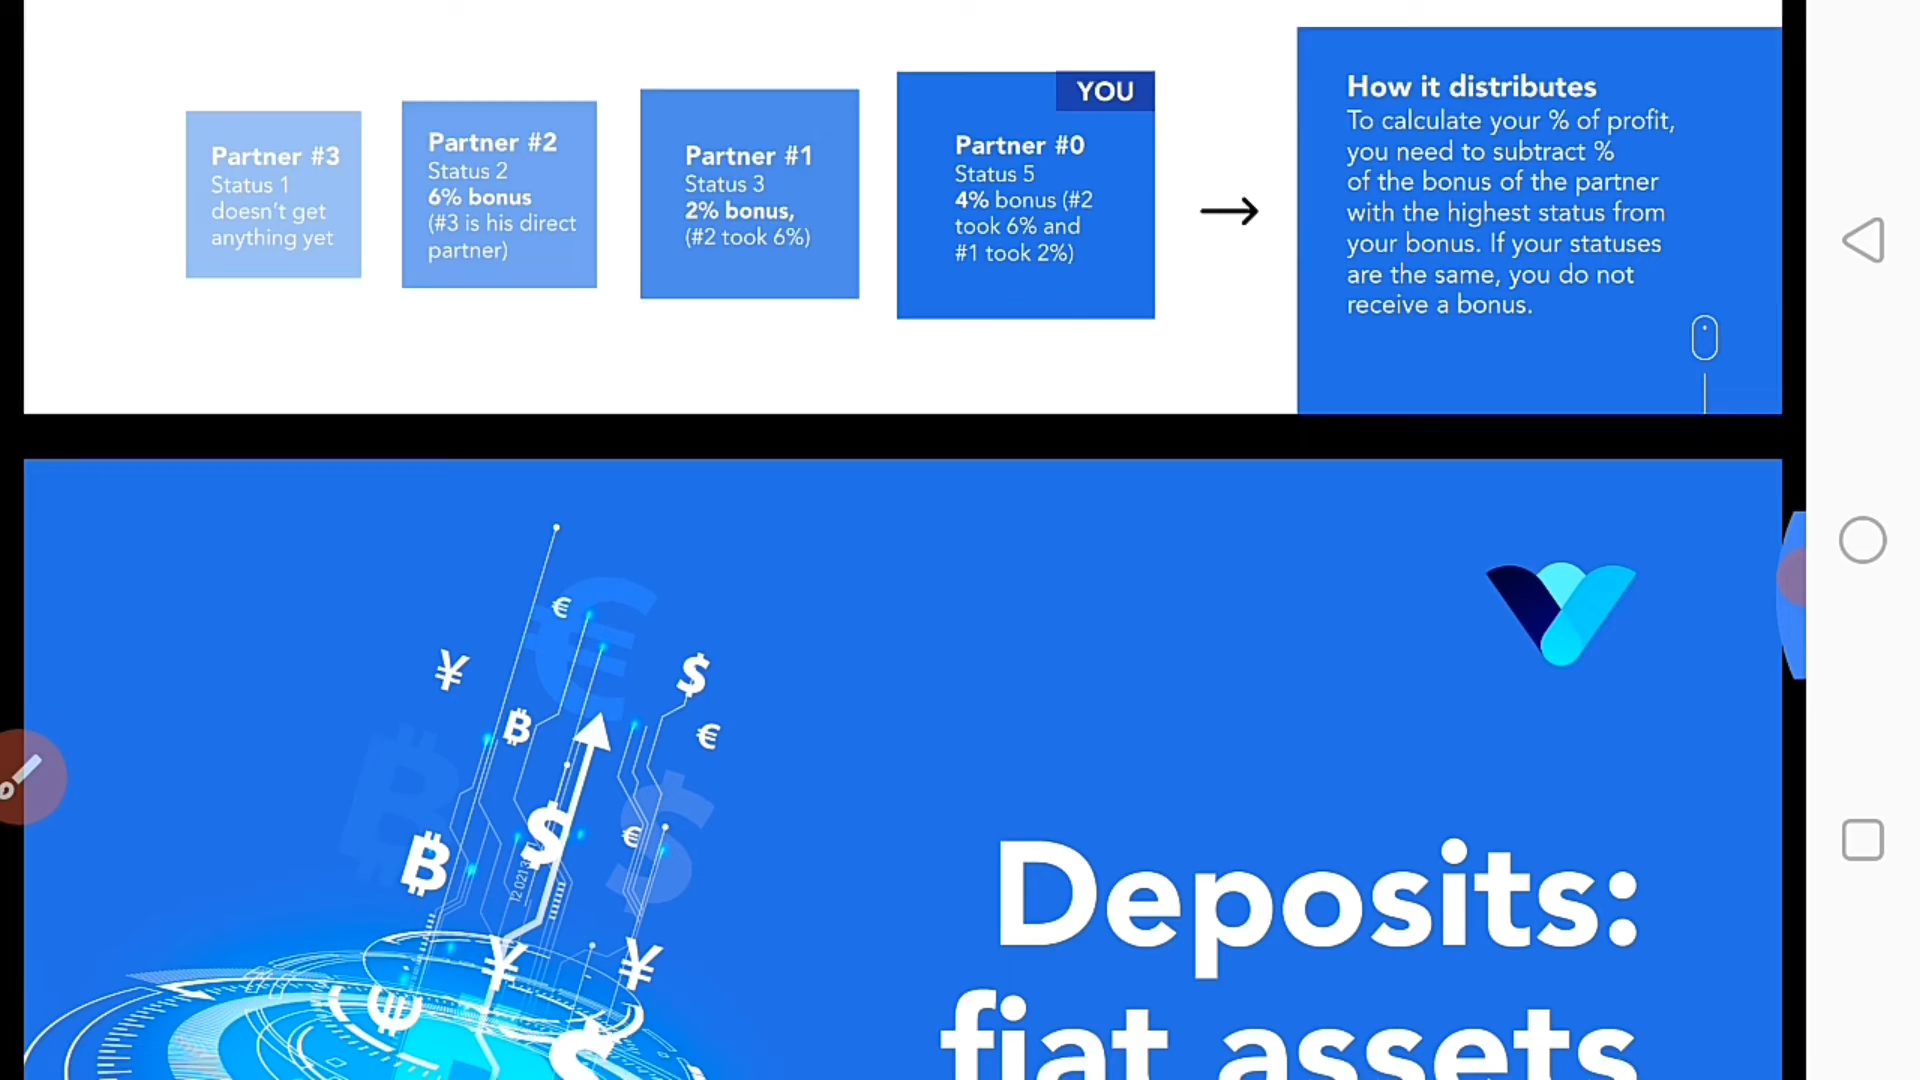 Partner #3
Status 1
doesn't get
anything yet
Partner #2
Status 2
6% bonus
(#3 is his direct
partner)
Partner #1
Status 3
2% bonus,
(#2 took 6%)
YOU
Partner #0
Status 5
4% bonus (#2
took 6% and
#1 took 2%)
How it distributes
To calculate your % of profit,
you need to subtract %
of the bonus of the partner
with the highest status from
your bonus. If your statuses
are the same, you do not
receive a bonus.
Deposits:
fiat assets